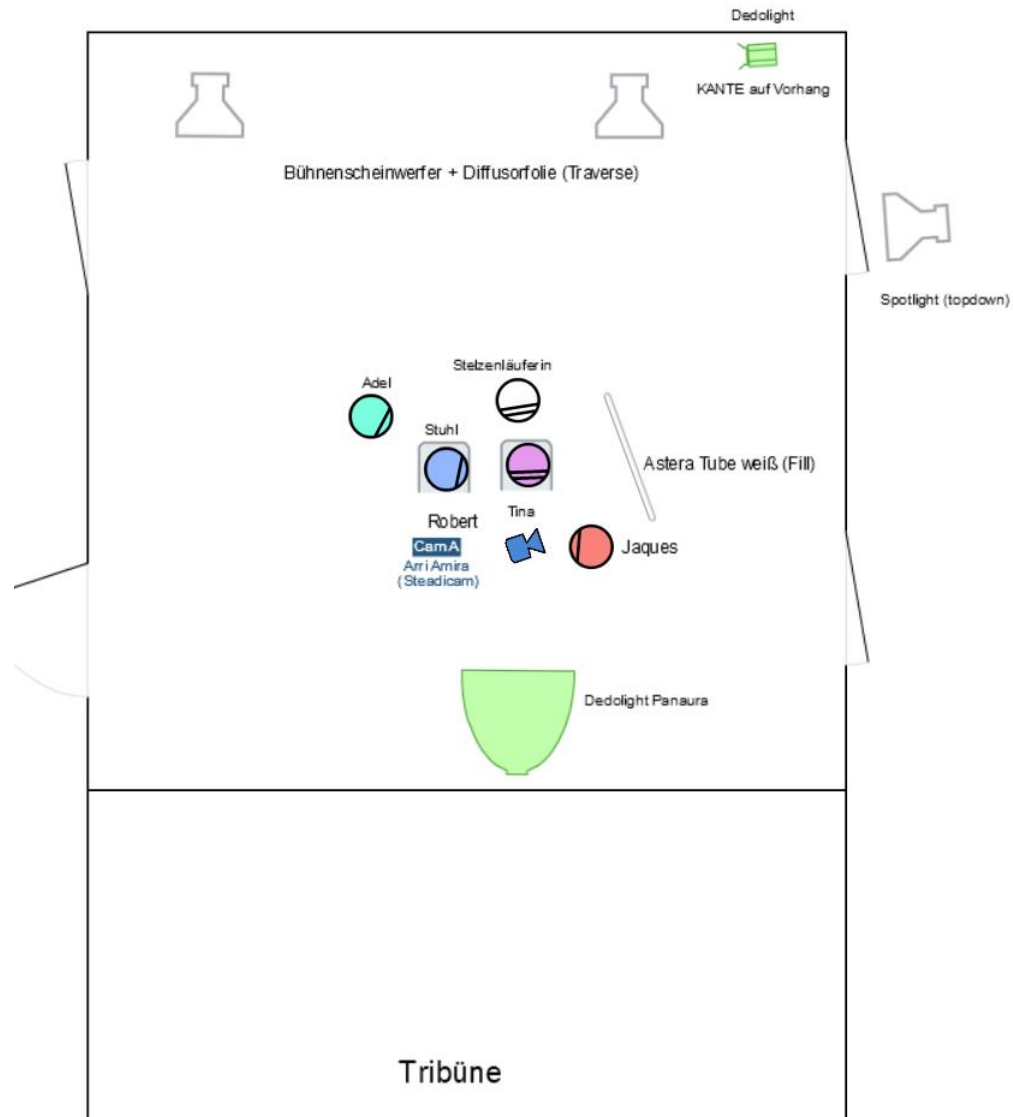 Dedolight
KANTE auf Vorhang
Bühnenscheinwerfer + Diffusorfolie (Traverse)
Spotlight (topdown)
Stelzenläuferin
Adel
Stuhl
Astera Tube weiß (Fill)
Tina
Robert
CamA
Jaques
Arri Amira
(Steadicam)
Dedolight Panaura
Tribüne